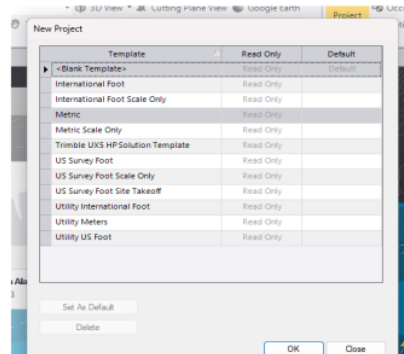 3D View Cutting Plane View Google Earth
Project
New Project
Template Read Only Default
<Blank Template> Read Only Default
International Foot Read Only
International Foot Scale Only Read Only
Metric Read Only
Metric Scale Only Read Only
Trimble UX5 HP Solution Template Read Only
US Survey Foot Read Only
US Survey Foot Scale Only Read Only
US Survey Foot Site Takeoff Read Only
Utility International Foot Read Only
Utility Meters Read Only
Utility US Foot Read Only
Set As Default
Delete
OK Close